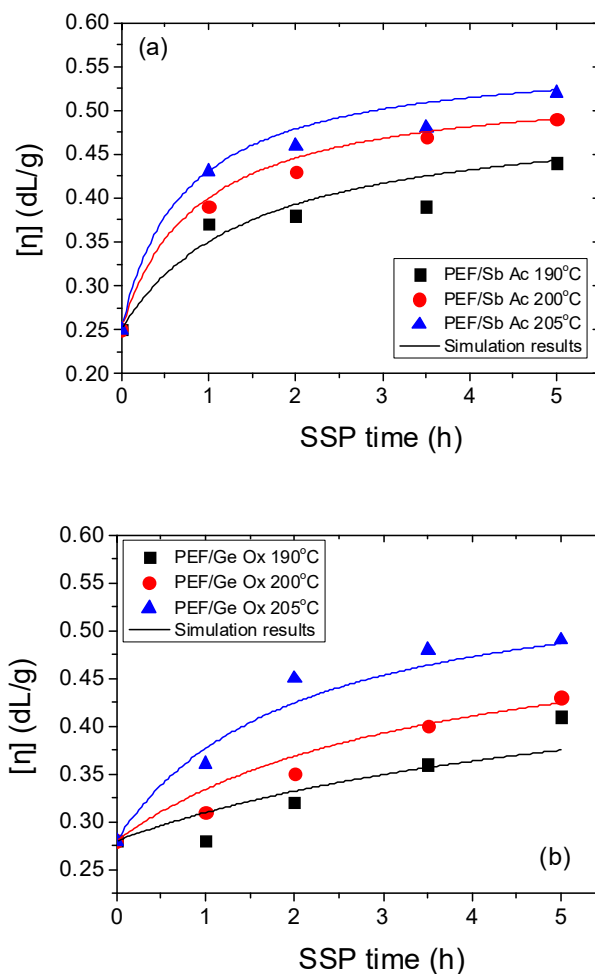 (a)
0.60
0.55
0.50
0.45
0.40
0.35
0.30
0.25
0.20
[η] (dL/g)
PEF/Sb Ac 190°C
PEF/Sb Ac 200°C
PEF/Sb Ac 205°C
Simulation results
0 1 2 3 4 5
SSP time (h)
0.60
0.55
0.50
0.45
0.40
0.35
0.30
0.25
[η] (dL/g)
PEF/Ge Ox 190°C
PEF/Ge Ox 200°C
PEF/Ge Ox 205°C
Simulation results
(b)
0 1 2 3 4 5
SSP time (h)